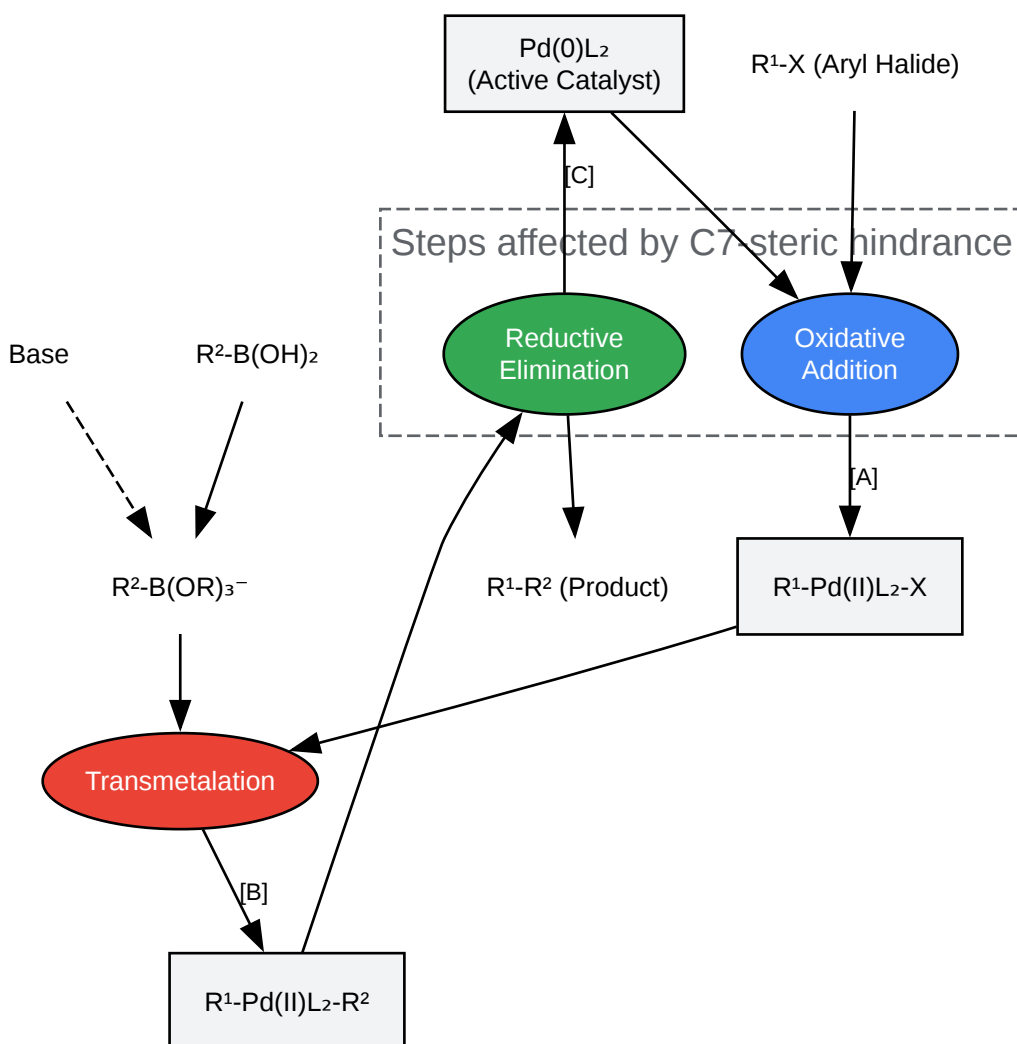 Pd(0)L₂
(Active Catalyst)
R¹-X (Aryl Halide)
[C]
Steps affected by C7-steric hindrance
Reductive
Elimination
Oxidative
Addition
Base
R²-B(OH)₂
[A]
R²-B(OR)₃⁻
R¹-R² (Product)
R¹-Pd(II)L₂-X
Transmetalation
[B]
R¹-Pd(II)L₂-R²